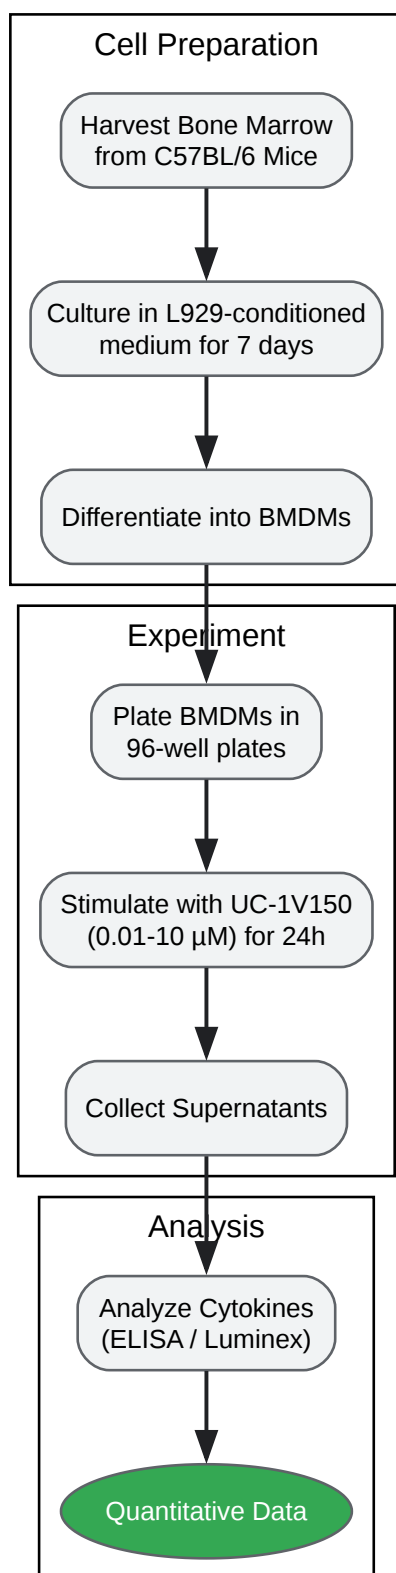 Cell Preparation
Harvest Bone Marrow
from C57BL/6 Mice
Culture in L929-conditioned
medium for 7 days
Differentiate into BMDMs
Experiment
Plate BMDMs in
96-well plates
Stimulate with UC-1V150
(0.01-10 µM) for 24h
Collect Supernatants
Analysis
Analyze Cytokines
(ELISA / Luminex)
Quantitative Data